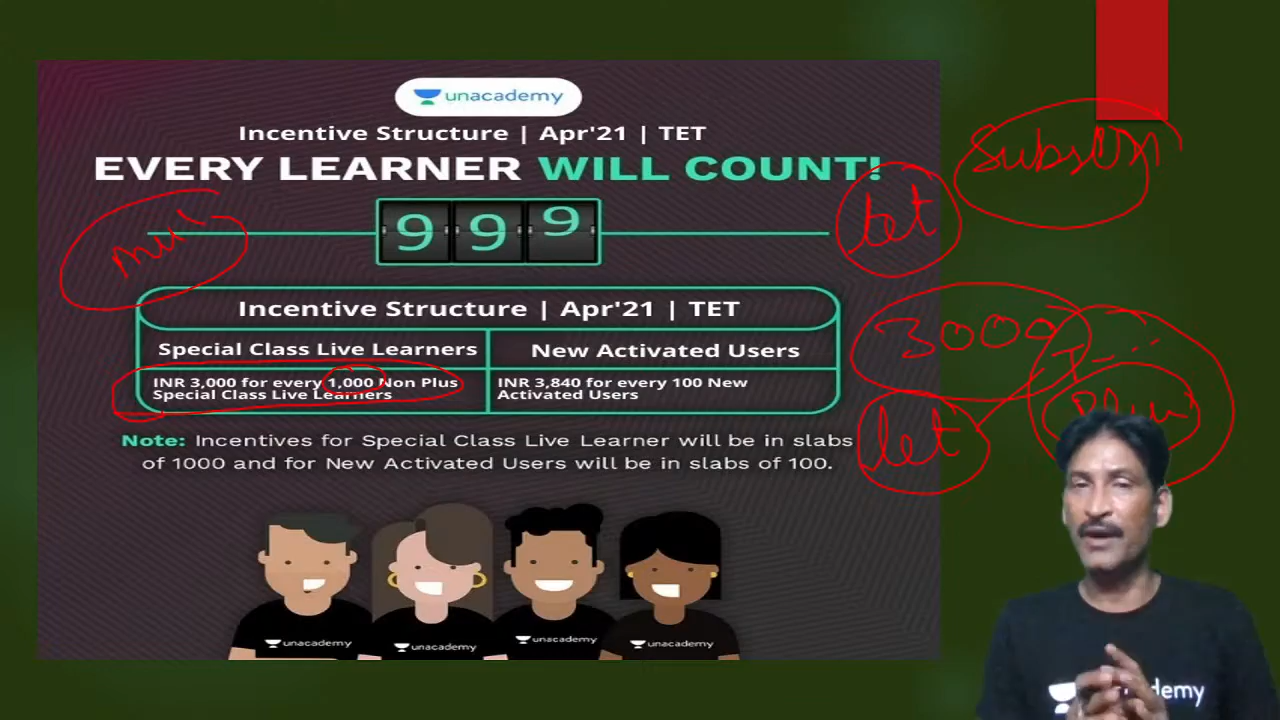 unacademy
Incentive Structure | Apr'21 | TET
EVERY LEARNER WILL COUNT!
999
Incentive Structure | Apr'21 | TET
Special Class Live Learners
New Activated Users
INR 3,000 for every 1,000 Non Plus
Special Class Live Learners
INR 3,840 for every 100 New
Activated Users
Note: Incentives for Special Class Live Learner will be in slabs
of 1000 and for New Activated Users will be in slabs of 100.
unacademy
unacademy
unacademy
unacademy
tet
3000
let